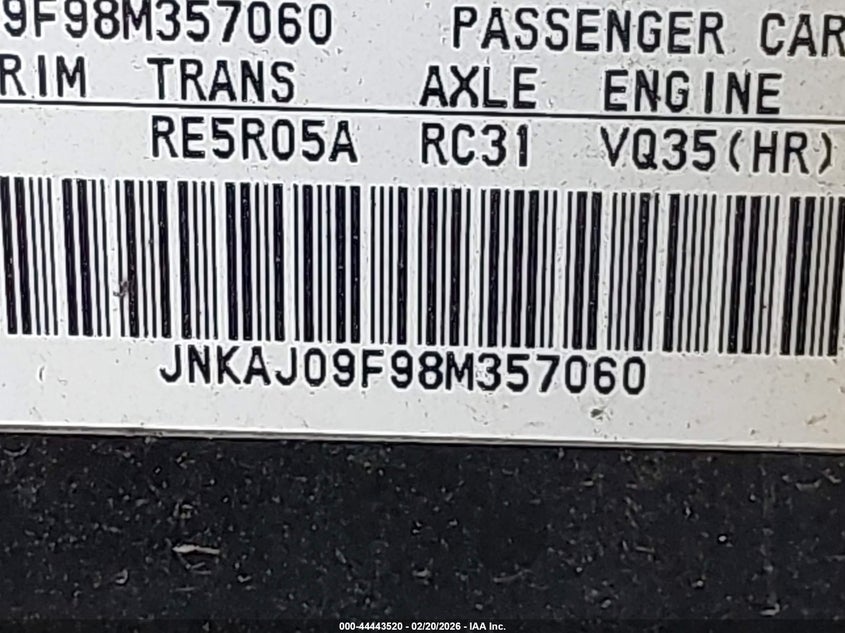 9F98M357060 PASSENGER CAR
RIM TRANS AXLE ENGINE
RE5R05A RC31 VQ35(HR)
JNKAJ09F98M357060
000-44443520 - 02/20/2026 - IAA Inc.